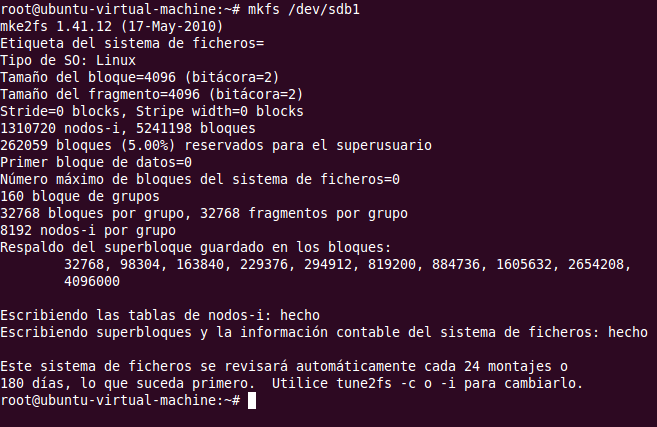 root@ubuntu-virtual-machine:~# mkfs /dev/sdb1
mke2fs 1.41.12 (17-May-2010)
Etiqueta del sistema de ficheros=
Tipo de SO: Linux
Tamaño del bloque=4096 (bitácora=2)
Tamaño del fragmento=4096 (bitácora=2)
Stride=0 blocks, Stripe width=0 blocks
1310720 nodos-i, 5241198 bloques
262059 bloques (5.00%) reservados para el superusuario
Primer bloque de datos=0
Número máximo de bloques del sistema de ficheros=0
160 bloque de grupos
32768 bloques por grupo, 32768 fragmentos por grupo
8192 nodos-i por grupo
Respaldo del superbloque guardado en los bloques:
        32768, 98304, 163840, 229376, 294912, 819200, 884736, 1605632, 2654208,
        4096000

Escribiendo las tablas de nodos-i: hecho
Escribiendo superbloques y la información contable del sistema de ficheros: hecho

Este sistema de ficheros se revisará automáticamente cada 24 montajes o
180 días, lo que suceda primero.  Utilice tune2fs -c o -i para cambiarlo.
root@ubuntu-virtual-machine:~#